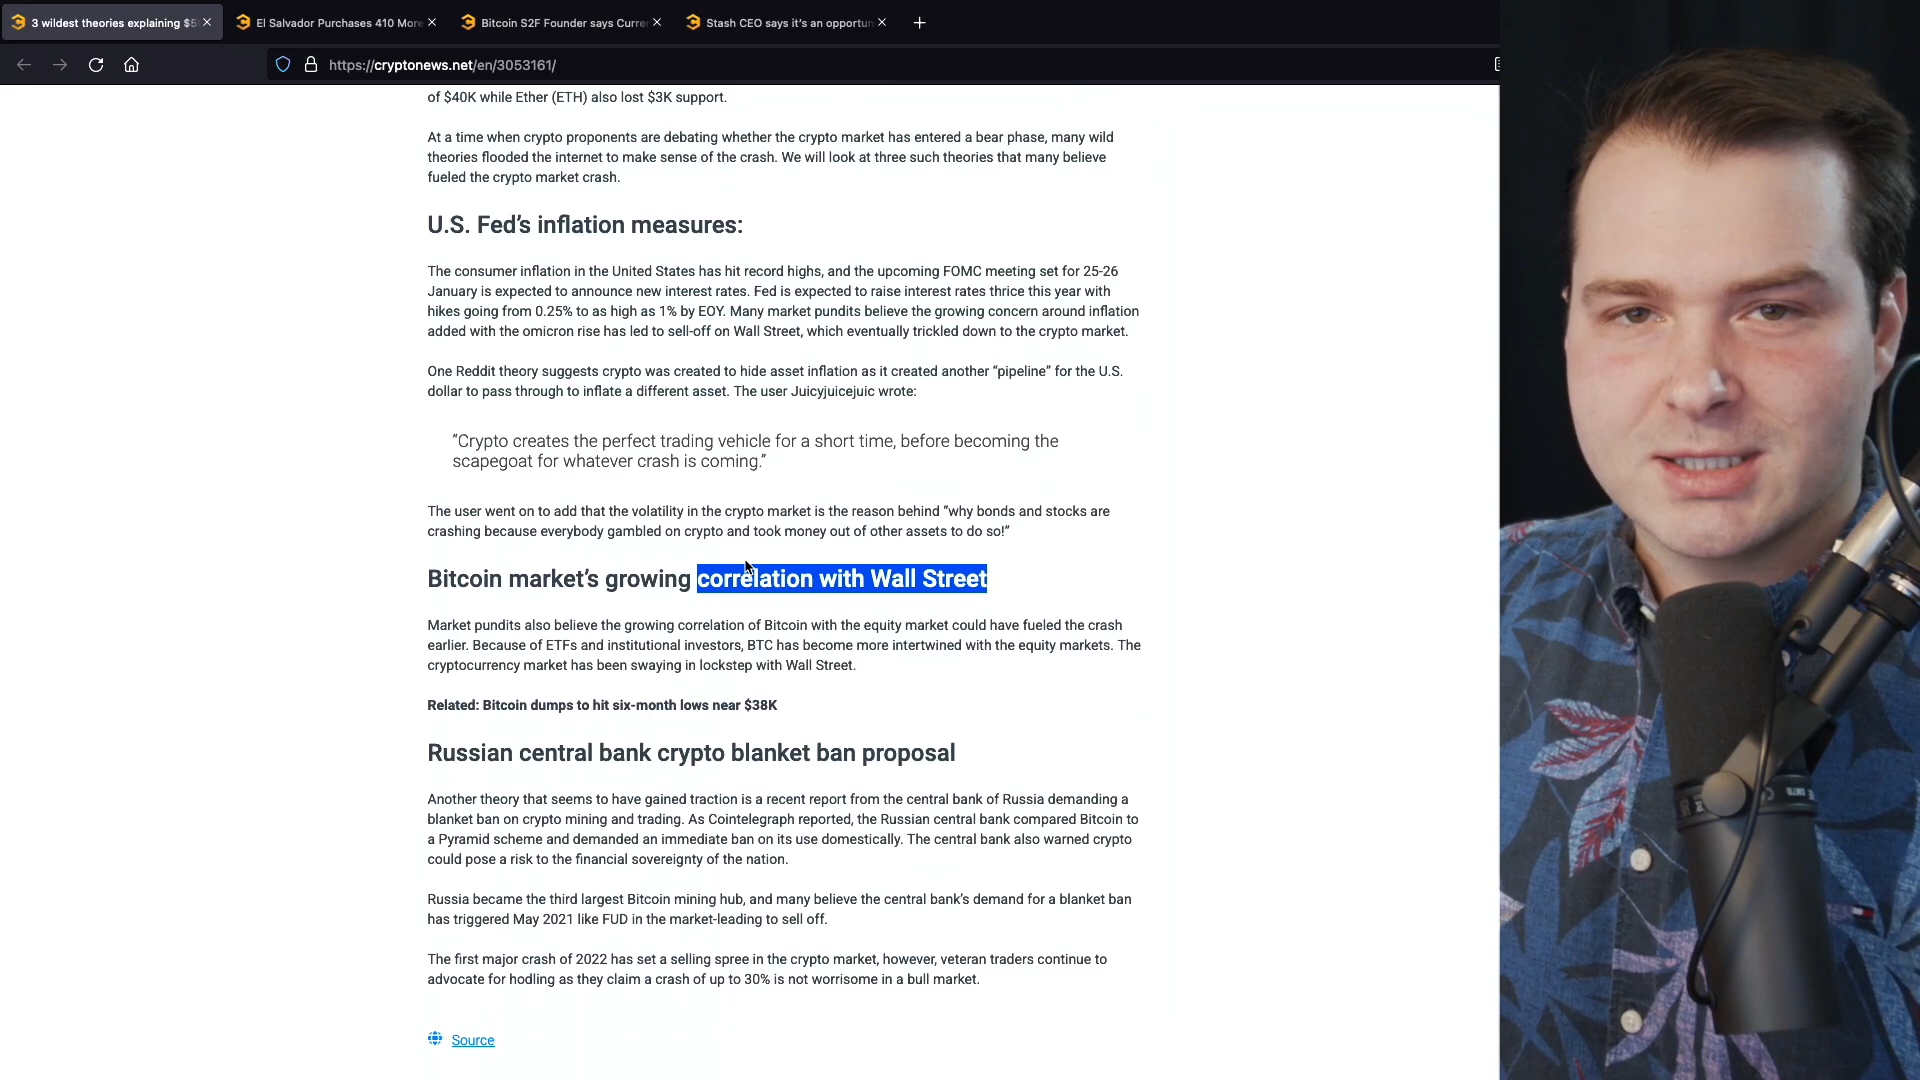 3 wildest theories explaining $5
El Salvador Purchases 410 More
Bitcoin S2F Founder says Curre
Stash CEO says it's an opportun
https://cryptonews.net/en/3053161/
of $40K while Ether (ETH) also lost $3K support.
At a time when crypto proponents are debating whether the crypto market has entered a bear phase, many wild
theories flooded the internet to make sense of the crash. We will look at three such theories that many believe
fueled the crypto market crash.
U.S. Fed’s inflation measures:
The consumer inflation in the United States has hit record highs, and the upcoming FOMC meeting set for 25-26
January is expected to announce new interest rates. Fed is expected to raise interest rates thrice this year with
hikes going from 0.25% to as high as 1% by EOY. Many market pundits believe the growing concern around inflation
added with the omicron rise has led to sell-off on Wall Street, which eventually trickled down to the crypto market.
One Reddit theory suggests crypto was created to hide asset inflation as it created another “pipeline” for the U.S.
dollar to pass through to inflate a different asset. The user Juicyjuicejuic wrote:
“Crypto creates the perfect trading vehicle for a short time, before becoming the
scapegoat for whatever crash is coming.”
The user went on to add that the volatility in the crypto market is the reason behind “why bonds and stocks are
crashing because everybody gambled on crypto and took money out of other assets to do so!”
Bitcoin market’s growing correlation with Wall Street
Market pundits also believe the growing correlation of Bitcoin with the equity market could have fueled the crash
earlier. Because of ETFs and institutional investors, BTC has become more intertwined with the equity markets. The
cryptocurrency market has been swaying in lockstep with Wall Street.
Related: Bitcoin dumps to hit six-month lows near $38K
Russian central bank crypto blanket ban proposal
Another theory that seems to have gained traction is a recent report from the central bank of Russia demanding a
blanket ban on crypto mining and trading. As Cointelegraph reported, the Russian central bank compared Bitcoin to
a Pyramid scheme and demanded an immediate ban on its use domestically. The central bank also warned crypto
could pose a risk to the financial sovereignty of the nation.
Russia became the third largest Bitcoin mining hub, and many believe the central bank’s demand for a blanket ban
has triggered May 2021 like FUD in the market-leading to sell off.
The first major crash of 2022 has set a selling spree in the crypto market, however, veteran traders continue to
advocate for hodling as they claim a crash of up to 30% is not worrisome in a bull market.
Source